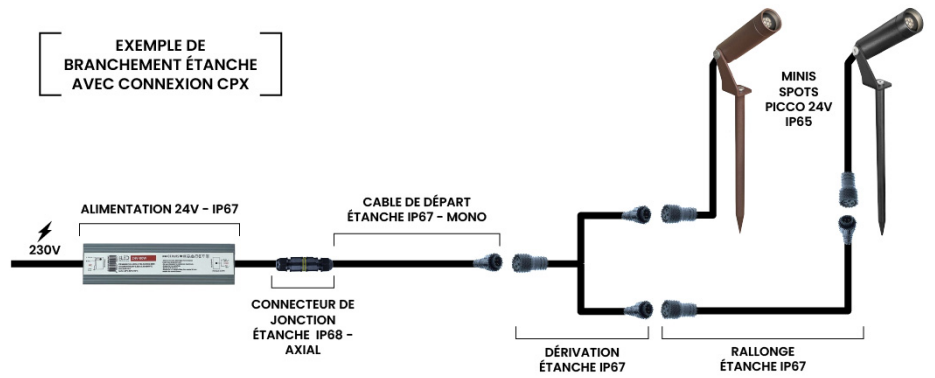 EXEMPLE DE
BRANCHEMENT ÉTANCHE
AVEC CONNEXION CPX
MINIS
SPOTS
PICCO 24V
IP65
CABLE DE DÉPART
ÉTANCHE IP67 - MONO
ALIMENTATION 24V - IP67
230V
CONNECTEUR DE
JONCTION
ÉTANCHE IP68 -
AXIAL
DÉRIVATION
ÉTANCHE IP67
RALLONGE
ÉTANCHE IP67